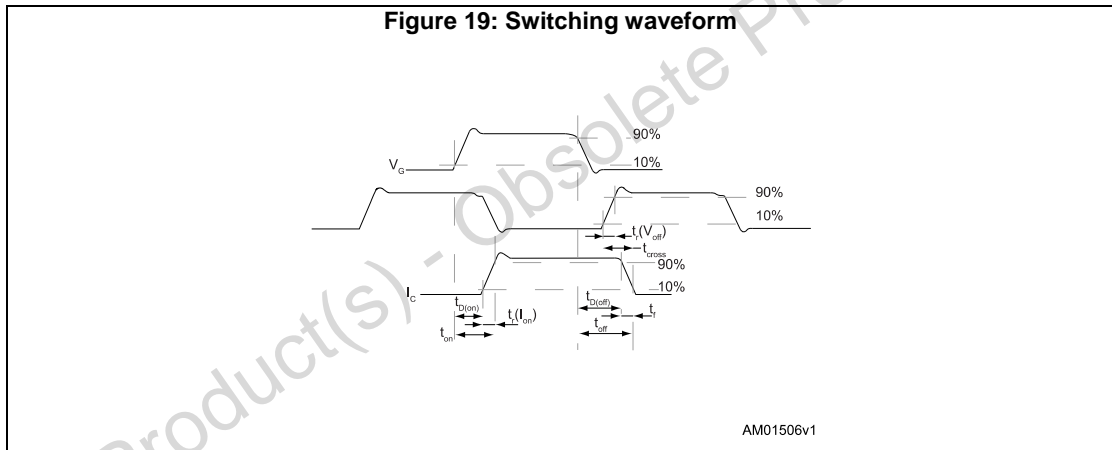 Figure 19: Switching waveform
90%
V_G
10%
90%
10%
t_r(V_off)
t_cross
90%
I_C
10%
t_D(on)
t_D(off)
t_r(I_on)
t_f
t_on
t_off
AM01506v1
Product(s) - Obsolete Pro